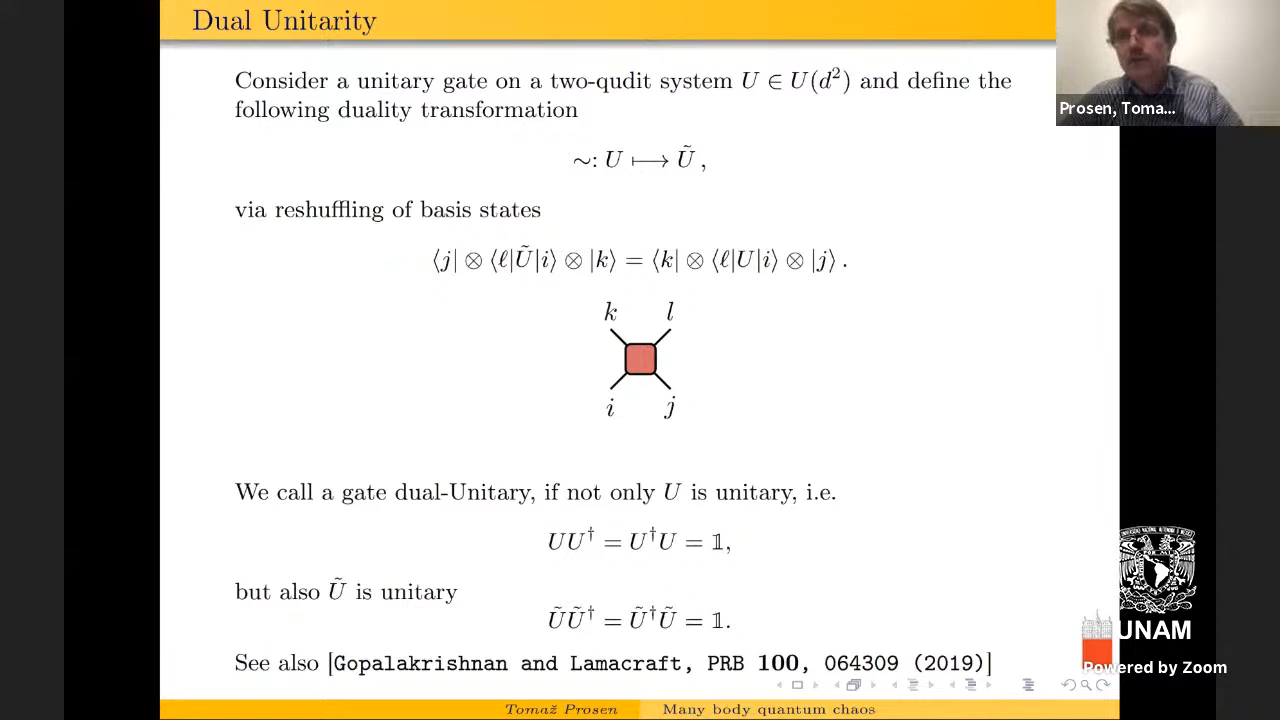 Dual Unitarity
Consider a unitary gate on a two-qudit system U ∈ U(d²) and define the
following duality transformation
∼: U ⟼ Ũ ,
via reshuffling of basis states
⟨j| ⊗ ⟨ℓ|Ũ|i⟩ ⊗ |k⟩ = ⟨k| ⊗ ⟨ℓ|U|i⟩ ⊗ |j⟩ .
k l
i j
We call a gate dual-Unitary, if not only U is unitary, i.e.
UU† = U†U = 𝟙,
but also Ũ is unitary
ŨŨ† = Ũ†Ũ = 𝟙.
See also [Gopalakrishnan and Lamacraft, PRB 100, 064309 (2019)]
Tomaž Prosen Many body quantum chaos
Prosen, Toma...
UNAM
Powered by Zoom